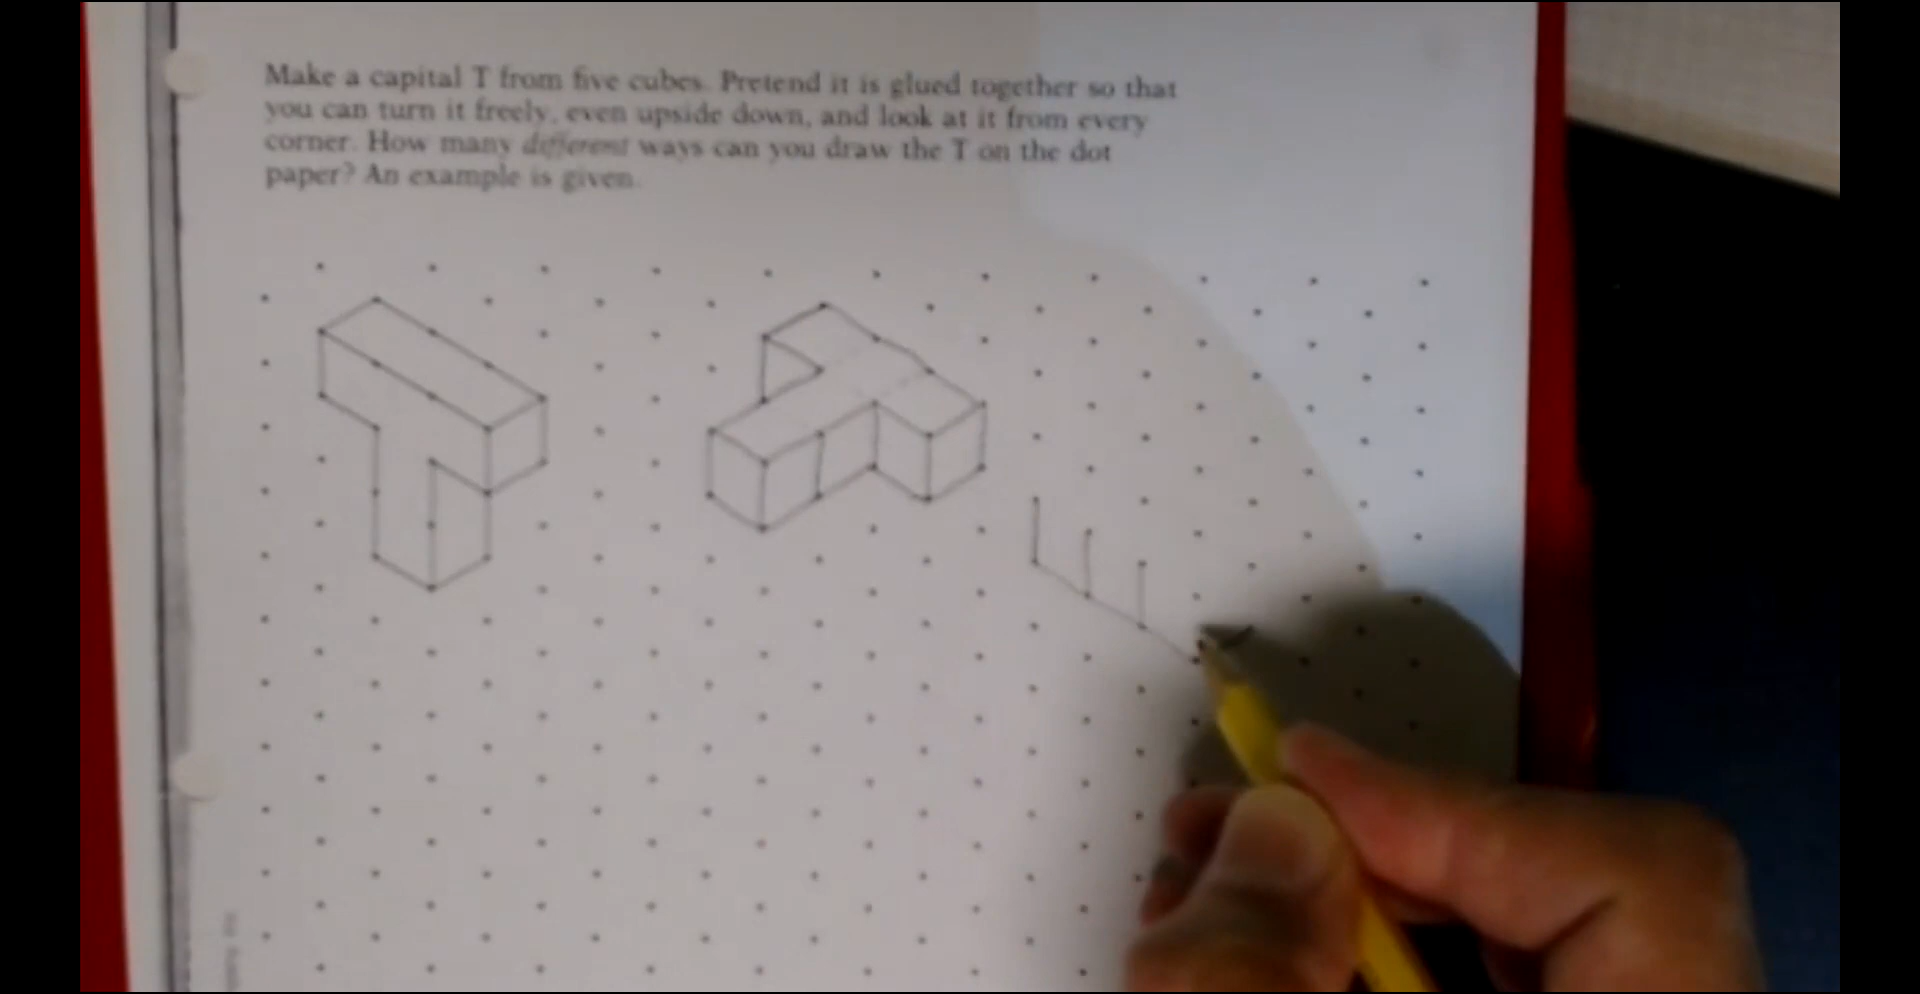 Make a capital T from five cubes. Pretend it is glued together so that
you can turn it freely, even upside down, and look at it from every
corner. How many different ways can you draw the T on the dot
paper? An example is given.